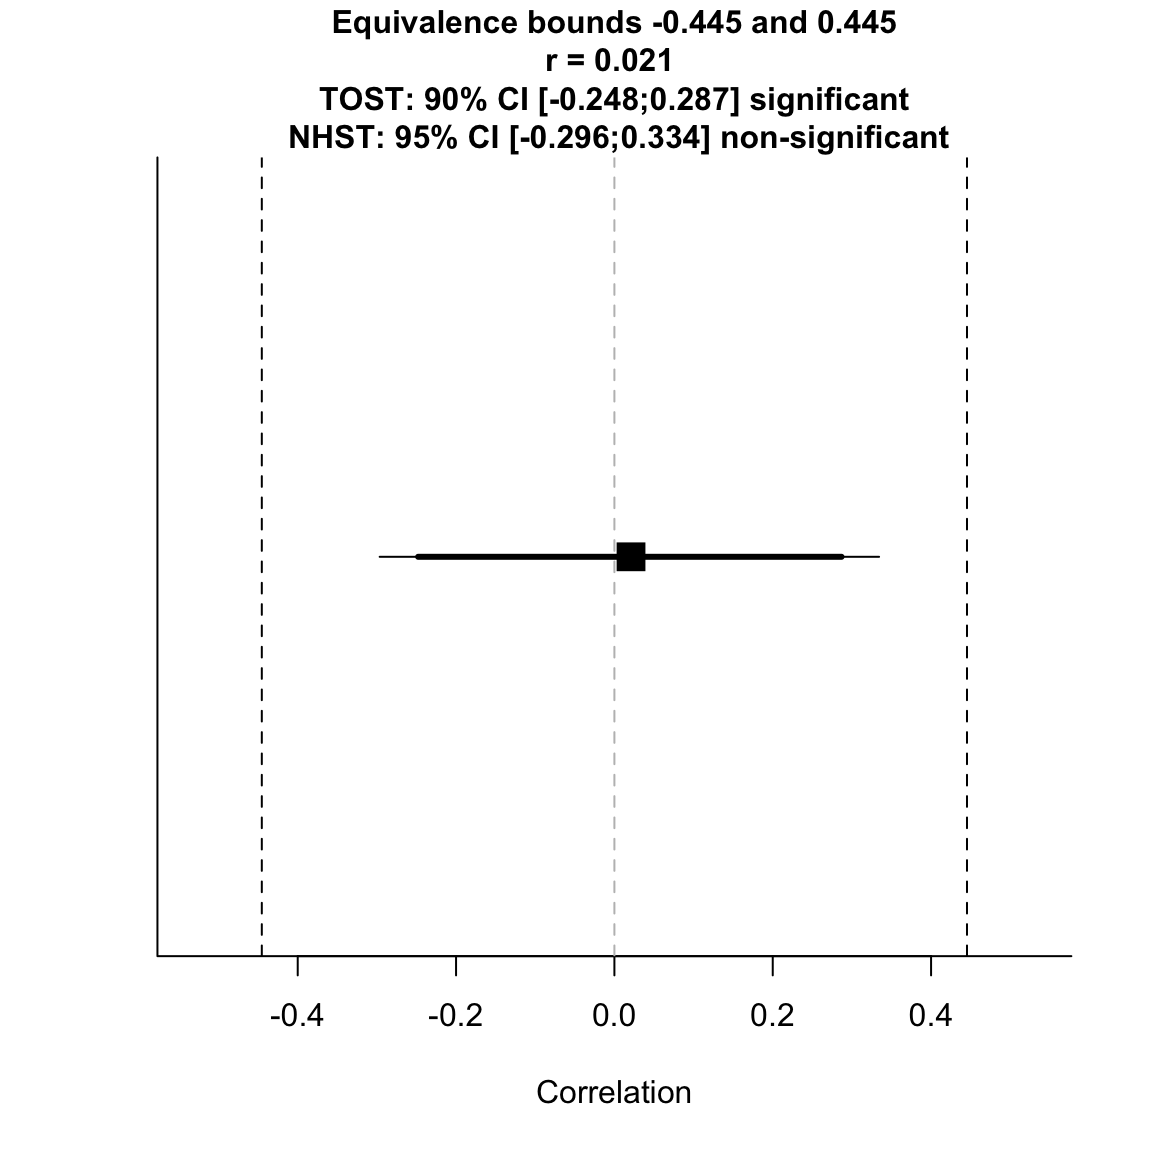 Equivalence bounds -0.445 and 0.445
r = 0.021
TOST: 90% CI [-0.248;0.287] significant
NHST: 95% CI [-0.296;0.334] non-significant
-0.4 -0.2 0.0 0.2 0.4
Correlation